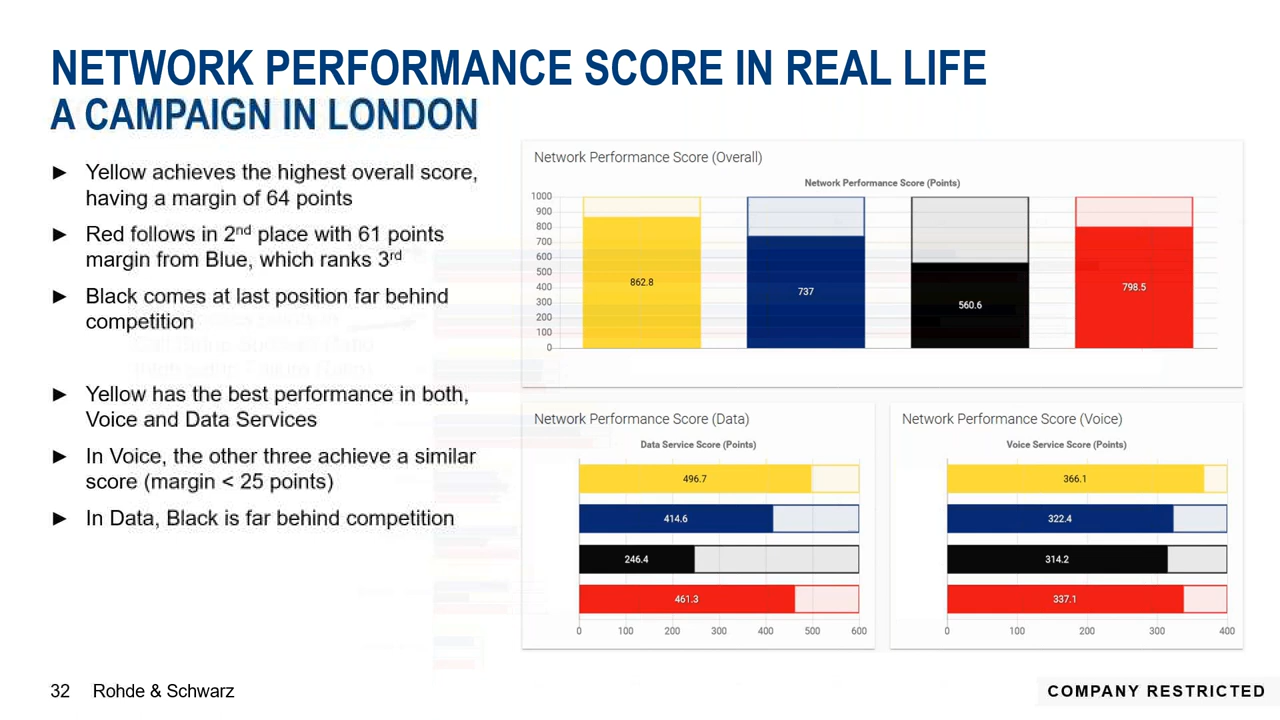 NETWORK PERFORMANCE SCORE IN REAL LIFE
A CAMPAIGN IN LONDON
► Yellow achieves the highest overall score,
having a margin of 64 points
► Red follows in 2nd place with 61 points
margin from Blue, which ranks 3rd
► Black comes at last position far behind
competition
► Yellow has the best performance in both,
Voice and Data Services
► In Voice, the other three achieve a similar
score (margin < 25 points)
► In Data, Black is far behind competition
Network Performance Score (Overall)
Network Performance Score (Points)
1000
900
800
700
600
500
400
300
200
100
0
862.8
737
560.6
798.5
Network Performance Score (Data)
Data Service Score (Points)
496.7
414.6
246.4
461.3
0 100 200 300 400 500 600
Network Performance Score (Voice)
Voice Service Score (Points)
366.1
322.4
314.2
337.1
0 100 200 300 400
32 Rohde & Schwarz
COMPANY RESTRICTED